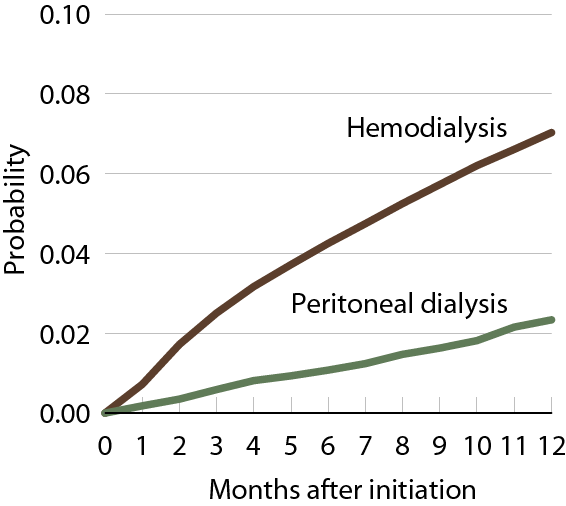 0.10
0.08
Hemodialysis
0.06
Probability
0.04
Peritoneal dialysis
0.02
0.00
0 1 2 3 4 5 6 7 8 9 10 11 12
Months after initiation